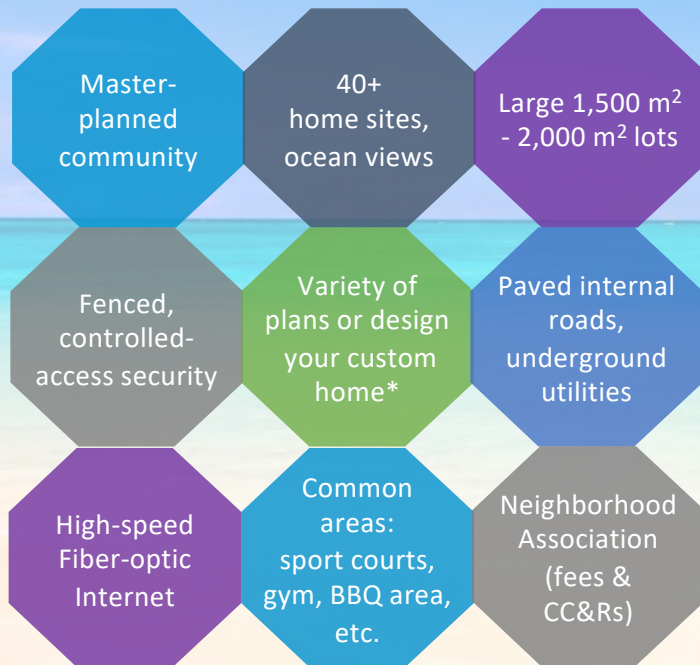 Master-
planned
community
40+
home sites,
ocean views
Large 1,500 m²
- 2,000 m² lots
Fenced,
controlled-
access security
Variety of
plans or design
your custom
home*
Paved internal
roads,
underground
utilities
High-speed
Fiber-optic
Internet
Common
areas:
sport courts,
gym, BBQ area,
etc.
Neighborhood
Association
(fees &
CC&Rs)